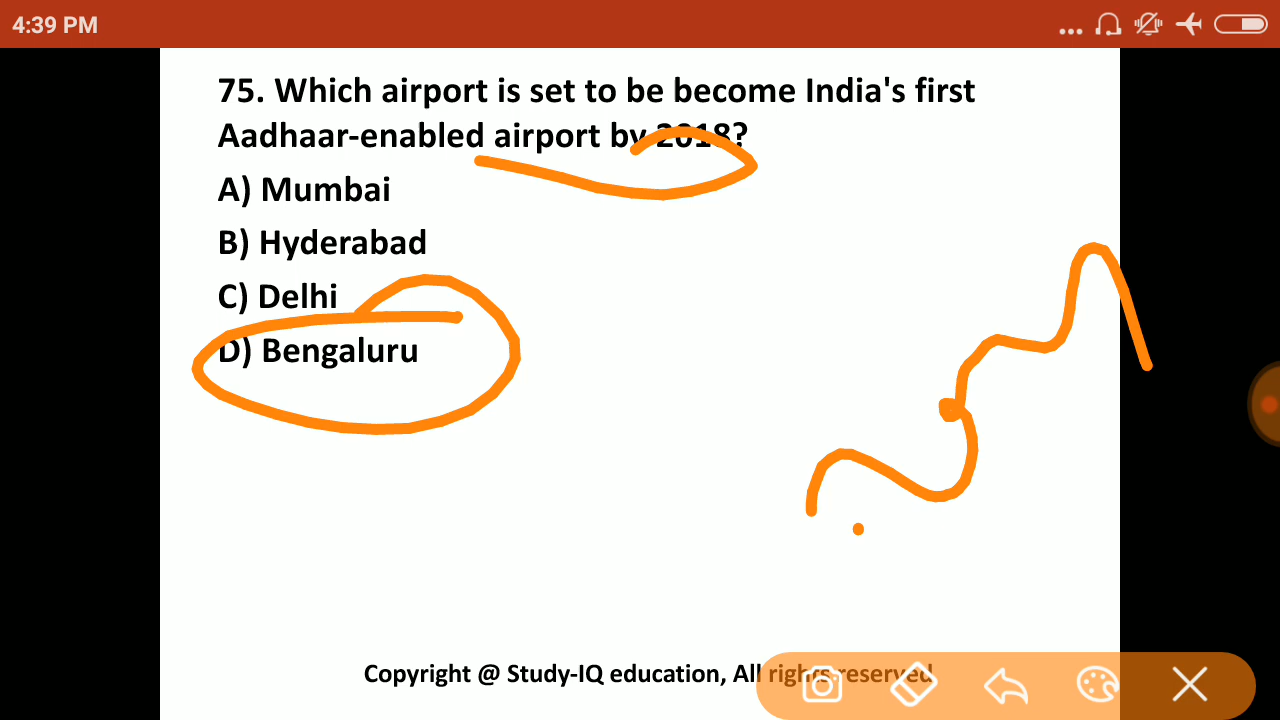 4:39 PM
75. Which airport is set to be become India's first
Aadhaar-enabled airport by 2018?
A) Mumbai
B) Hyderabad
C) Delhi
D) Bengaluru
Copyright @ Study-IQ education, All rights reserved